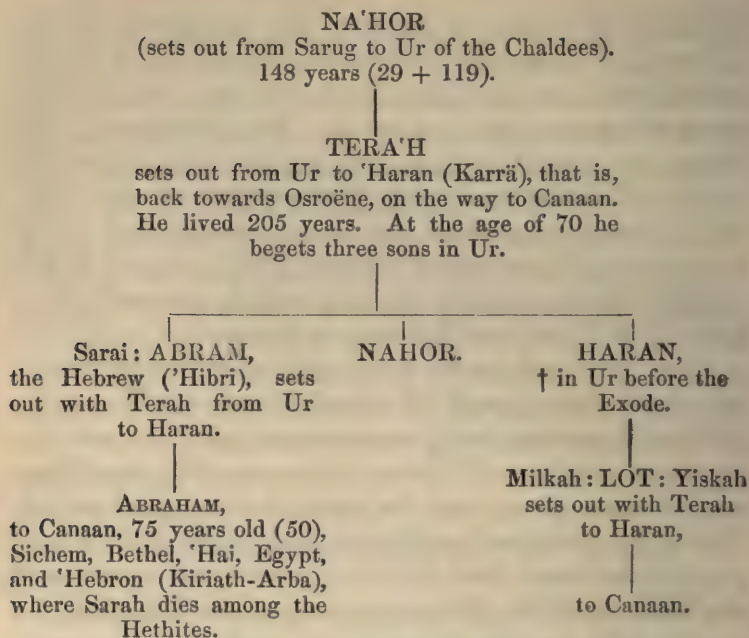 NA'HOR
(sets out from Sarug to Ur of the Chaldees).
148 years (29 + 119).
TERA'H
sets out from Ur to 'Haran (Karrä), that is,
back towards Osroëne, on the way to Canaan.
He lived 205 years. At the age of 70 he
begets three sons in Ur.
Sarai: ABRAM,
the Hebrew ('Hibri), sets
out with Terah from Ur
to Haran.
ABRAHAM,
to Canaan, 75 years old (50),
Sichem, Bethel, 'Hai, Egypt,
and 'Hebron (Kiriath-Arba),
where Sarah dies among the
Hethites.
NAHOR.
HARAN,
† in Ur before the
Exode.
Milkah: LOT: Yiskah
sets out with Terah
to Haran,
to Canaan.